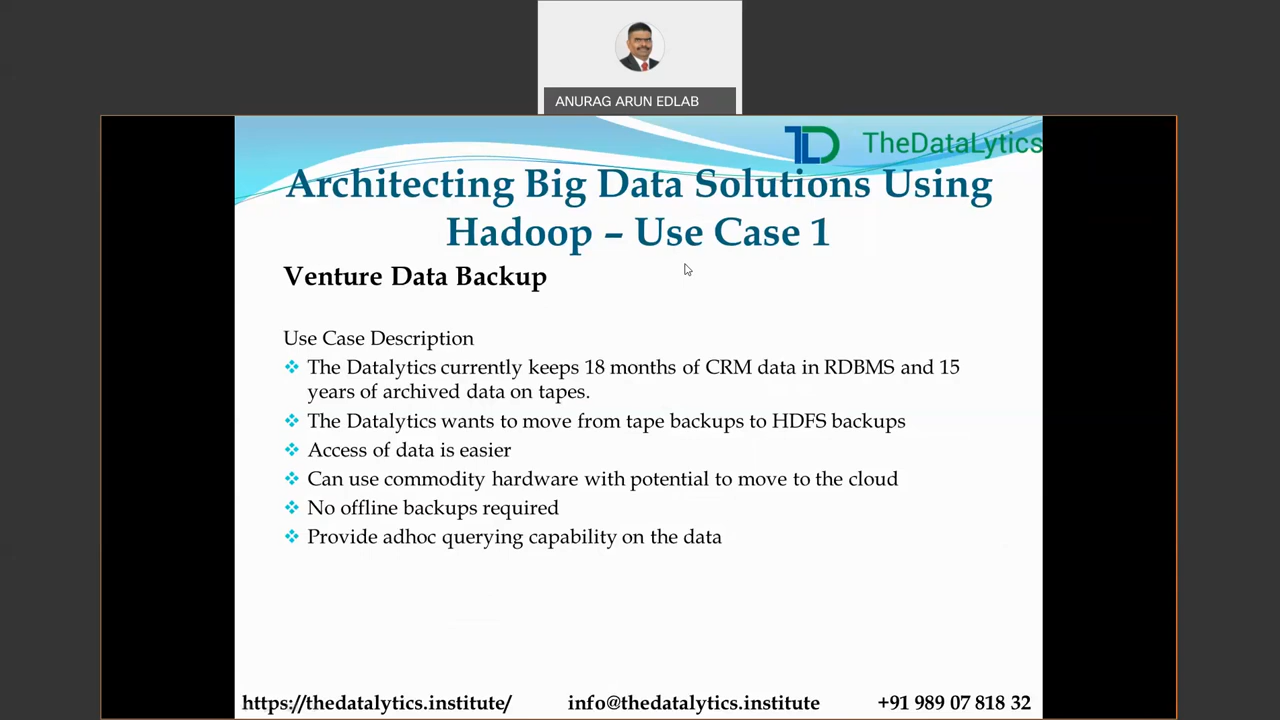 ANURAG ARUN EDLAB
TheDataLytics
Architecting Big Data Solutions Using
Hadoop – Use Case 1
Venture Data Backup
Use Case Description
The Datalytics currently keeps 18 months of CRM data in RDBMS and 15
years of archived data on tapes.
The Datalytics wants to move from tape backups to HDFS backups
Access of data is easier
Can use commodity hardware with potential to move to the cloud
No offline backups required
Provide adhoc querying capability on the data
https://thedatalytics.institute/ info@thedatalytics.institute +91 989 07 818 32